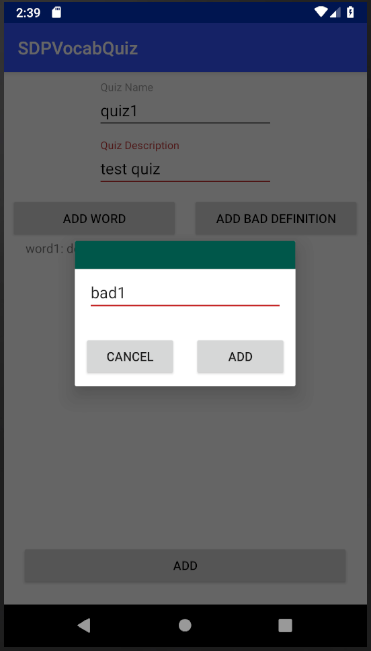 2:39
SDPVocabQuiz
Quiz Name
quiz1
Quiz Description
test quiz
ADD WORD ADD BAD DEFINITION
word1:
bad1
CANCEL ADD
ADD